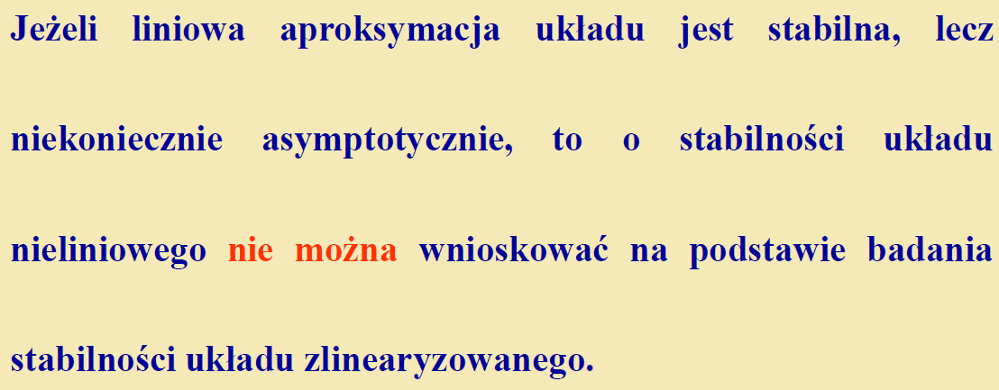 Jeżeli liniowa aproksymacja układu jest stabilna, lecz
niekoniecznie asymptotycznie, to o stabilności układu
nieliniowego nie można wnioskować na podstawie badania
stabilności układu zlinearyzowanego.